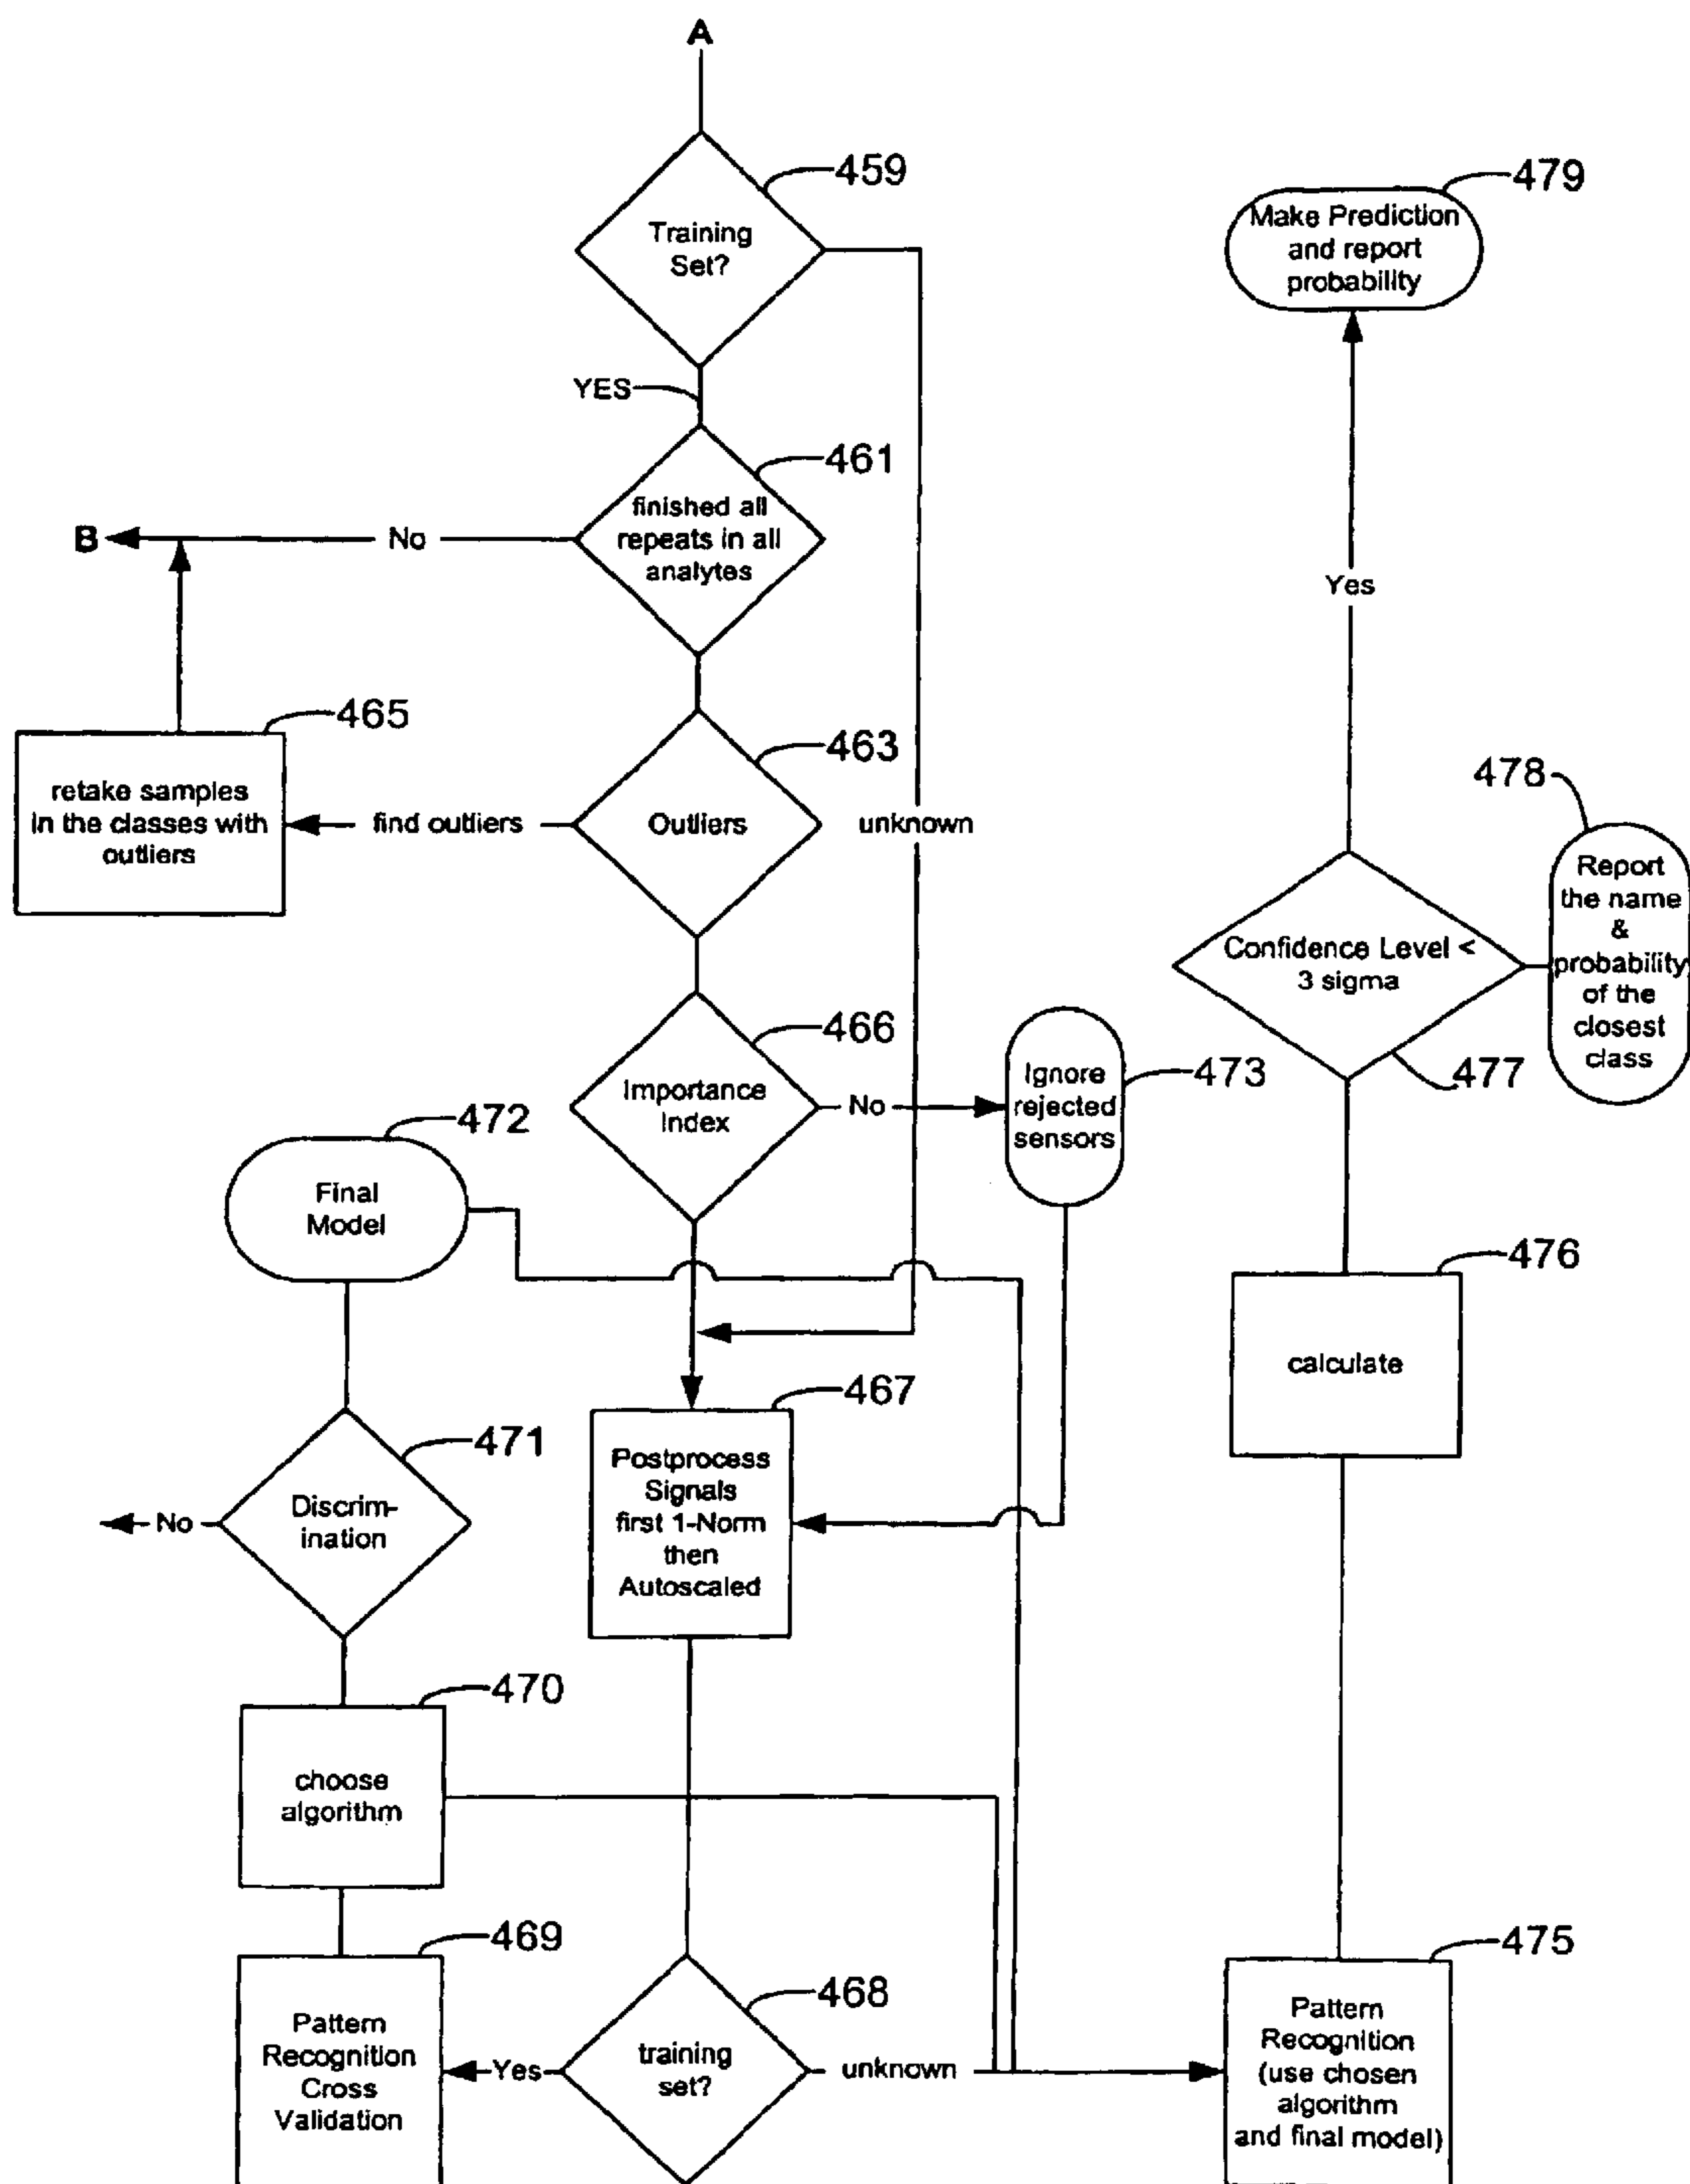 A
459
Training
Set?
479
Make Prediction
and report
probability
YES
461
finished all
repeats in all
analytes
B
No
Yes
465
retake samples
in the classes with
outliers
463
find outliers
Outliers
unknown
478
Report
the name
&
probability
of the
closest
class
Confidence Level <
3 sigma
477
466
Importance
Index
No
473
Ignore
rejected
sensors
472
Final
Model
476
calculate
467
Postprocess
Signals
first 1-Norm
then
Autoscaled
471
Discrim-
ination
No
470
choose
algorithm
469
Pattern
Recognition
Cross
Validation
Yes
468
training
set?
unknown
475
Pattern
Recognition
(use chosen
algorithm
and final model)